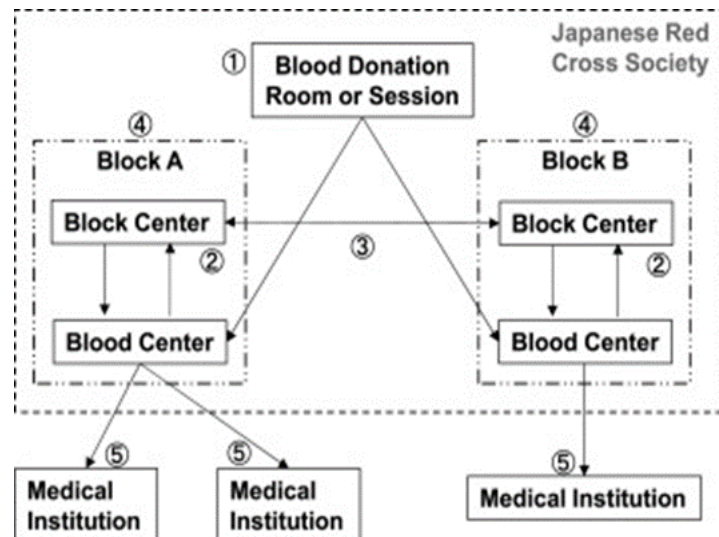 Japanese Red
Cross Society
①
Blood Donation
Room or Session
④
Block A
Block Center
②
Blood Center
③
④
Block B
Block Center
②
Blood Center
⑤
Medical
Institution
⑤
Medical
Institution
⑤
Medical Institution